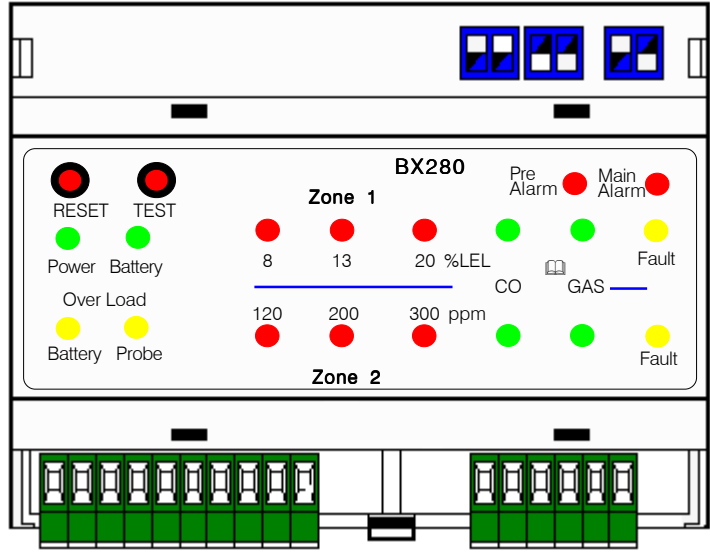 BX280
Pre Alarm
Main Alarm
RESET TEST
Zone 1
Power Battery
8 13 20 %LEL
Fault
CO GAS
Over Load
120 200 300 ppm
Battery Probe
Fault
Zone 2